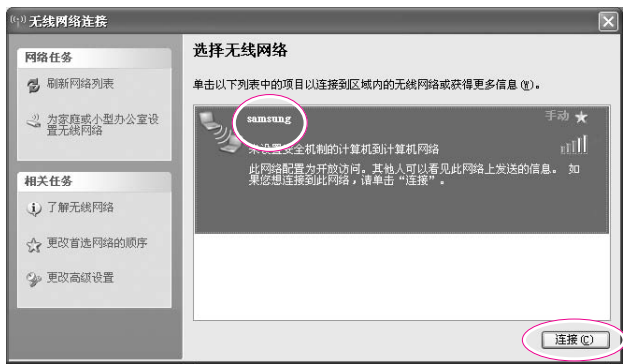 无线网络连接
网络任务
刷新网络列表
为家庭或小型办公室设
置无线网络
相关任务
了解无线网络
更改首选网络的顺序
更改高级设置
选择无线网络
单击以下列表中的项目以连接到区域内的无线网络或获得更多信息(W)。
samsung
手动
未设置安全机制的计算机到计算机网络
此网络配置为开放访问。其他人可以看见此网络上发送的信息。 如
果您想连接到此网络，请单击“连接”。
连接(C)